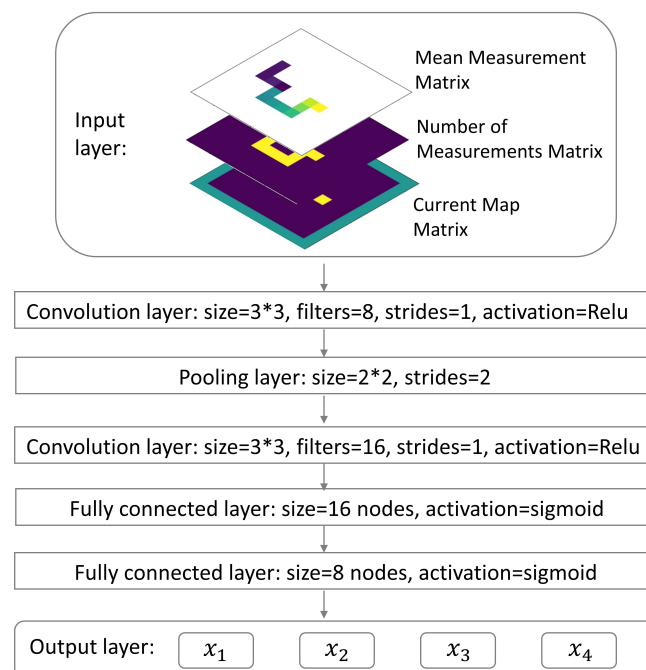 Input
layer:
Mean Measurement
Matrix
Number of
Measurements Matrix
Current Map
Matrix
Convolution layer: size=3*3, filters=8, strides=1, activation=Relu
Pooling layer: size=2*2, strides=2
Convolution layer: size=3*3, filters=16, strides=1, activation=Relu
Fully connected layer: size=16 nodes, activation=sigmoid
Fully connected layer: size=8 nodes, activation=sigmoid
Output layer: x₁ x₂ x₃ x₄